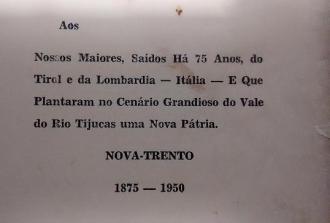 Aos
Nossos Maiores, Saídos Há 75 Anos, do
Tirol e da Lombardia — Itália — E Que
Plantaram no Cenário Grandioso do Vale
do Rio Tijucas uma Nova Pátria.
NOVA-TRENTO
1875 — 1950